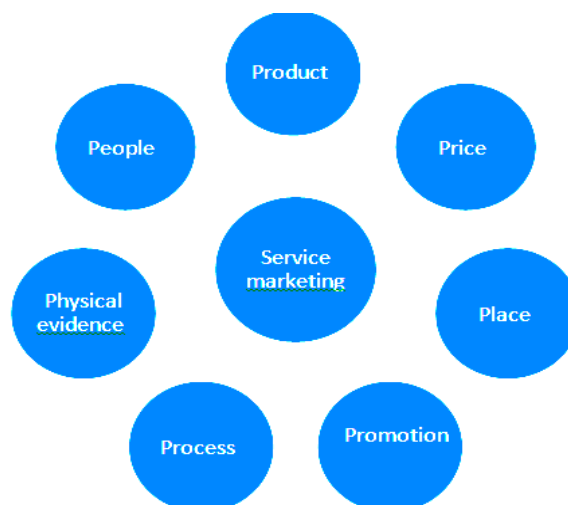 Product
People
Price
Service
marketing
Physical
evidence
Place
Promotion
Process